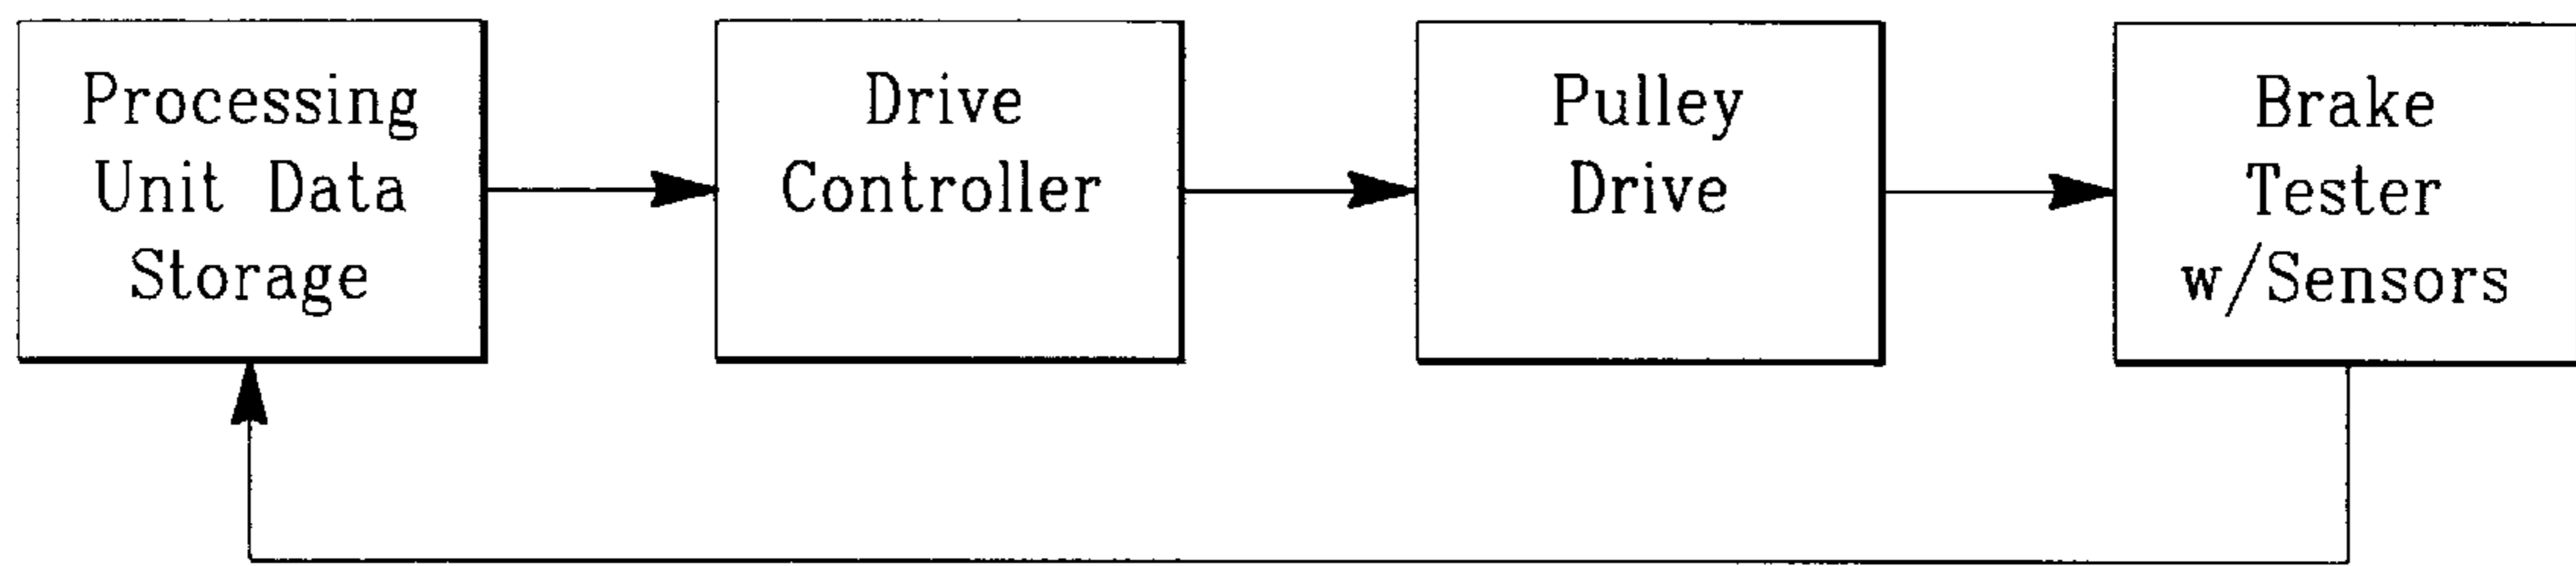 Processing
Unit Data
Storage
Drive
Controller
Pulley
Drive
Brake
Tester
w/Sensors